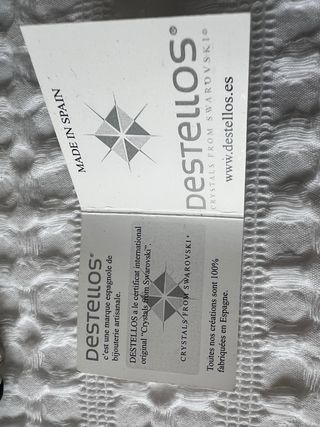 MADE IN SPAIN
DESTELLOS®
CRYSTALS FROM SWAROVSKI®
www.destellos.es
DESTELLOS®
c'est une marque espagnole de
bijouterie artisanale.
DESTELLOS a le certificat international
original "Crystals from Swarovski".
CRYSTALS FROM SWAROVSKI®
Toutes nos créations sont 100%
fabriquées en Espagne.